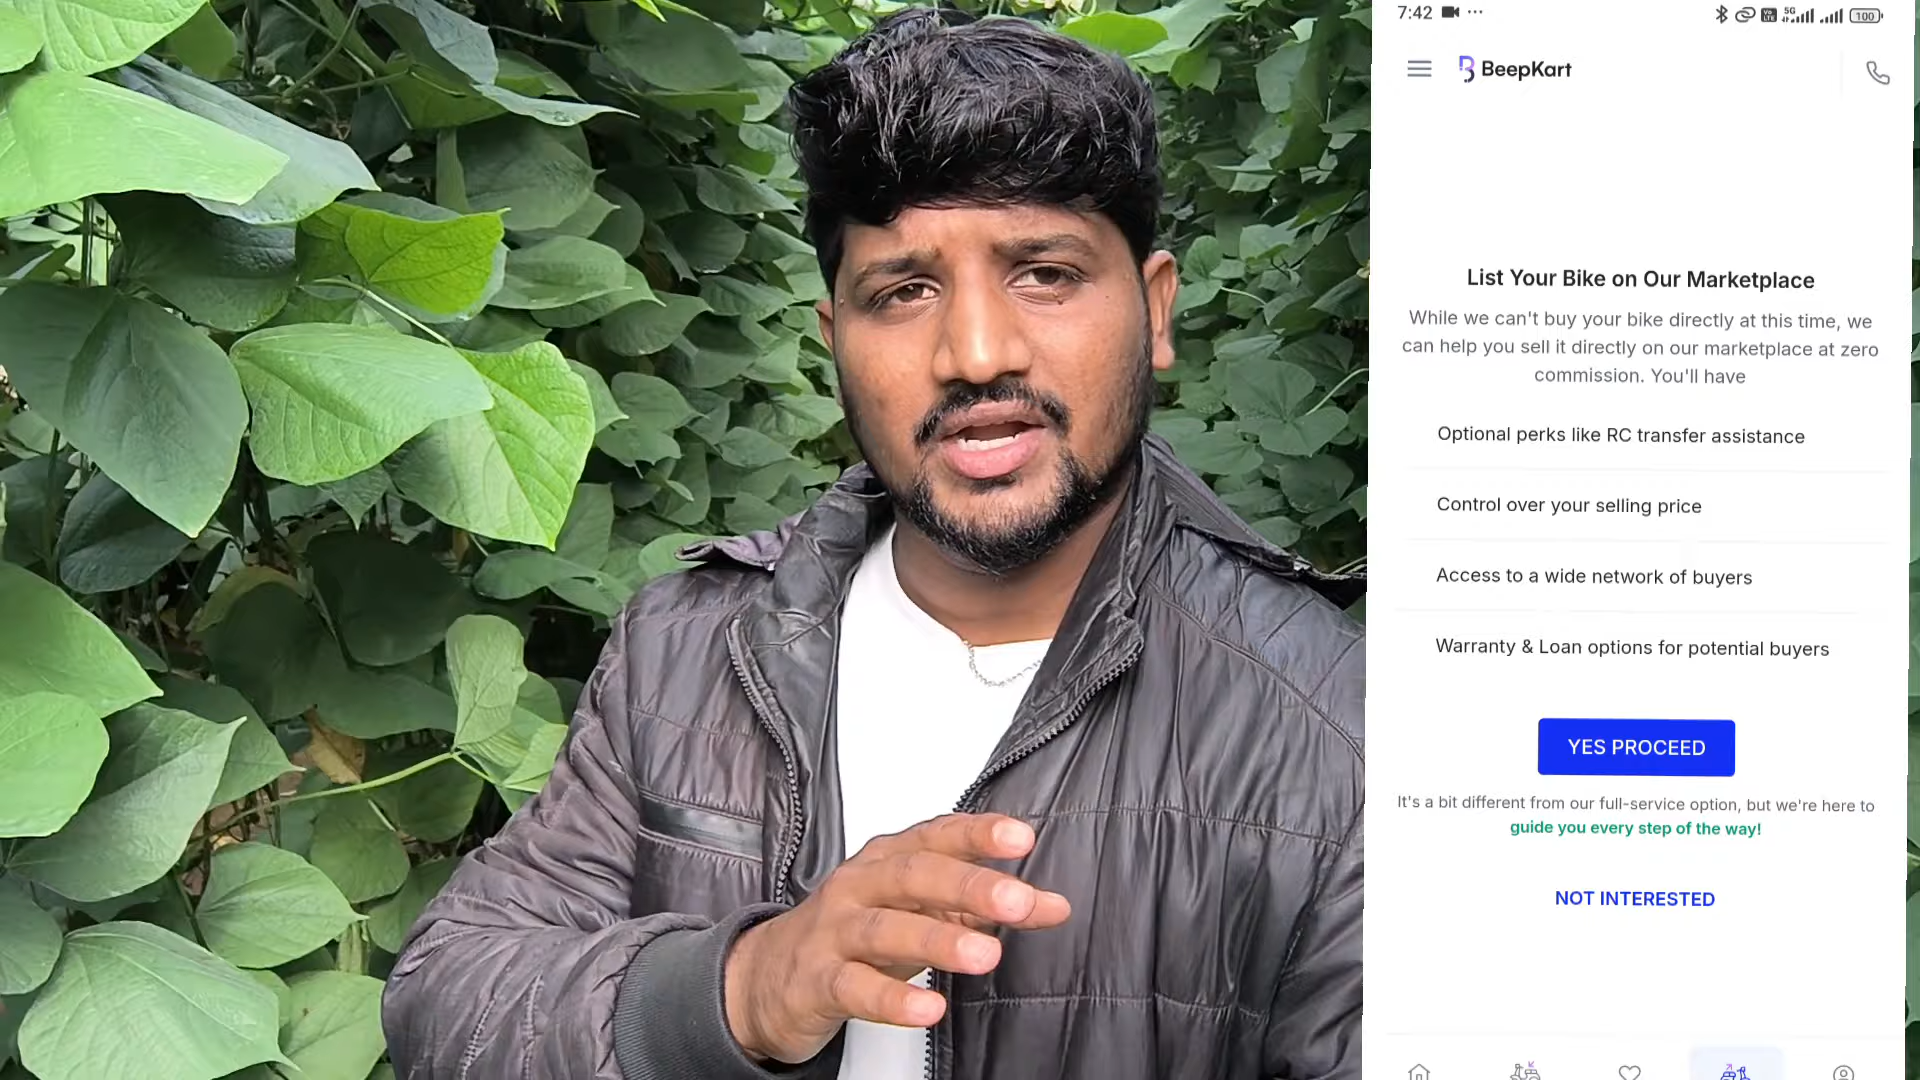 7:42
5G
100
BeepKart
List Your Bike on Our Marketplace
While we can't buy your bike directly at this time, we
can help you sell it directly on our marketplace at zero
commission. You'll have
Optional perks like RC transfer assistance
Control over your selling price
Access to a wide network of buyers
Warranty & Loan options for potential buyers
YES PROCEED
It's a bit different from our full-service option, but we're here to
guide you every step of the way!
NOT INTERESTED